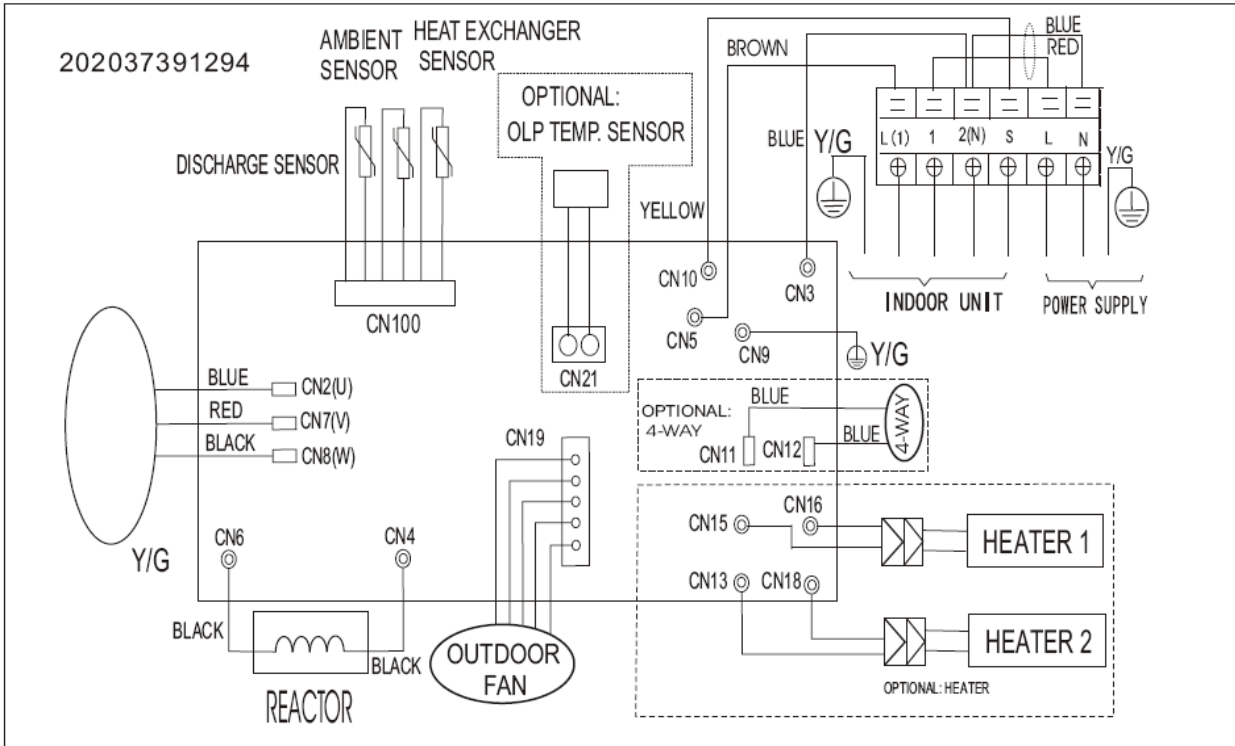 202037391294
AMBIENT
SENSOR
HEAT EXCHANGER
SENSOR
DISCHARGE SENSOR
OPTIONAL:
OLP TEMP. SENSOR
BROWN
BLUE
RED
L(1) 1 2(N) S L N
BLUE
Y/G
Y/G
YELLOW
INDOOR UNIT
POWER SUPPLY
CN10
CN3
CN5
CN9
Y/G
CN100
CN21
BLUE
CN2(U)
RED
CN7(V)
BLACK
CN8(W)
Y/G
OPTIONAL:
4-WAY
BLUE
BLUE
CN11
CN12
4-WAY
CN19
CN6
CN4
BLACK
BLACK
REACTOR
OUTDOOR
FAN
CN15
CN16
HEATER 1
CN13
CN18
HEATER 2
OPTIONAL: HEATER